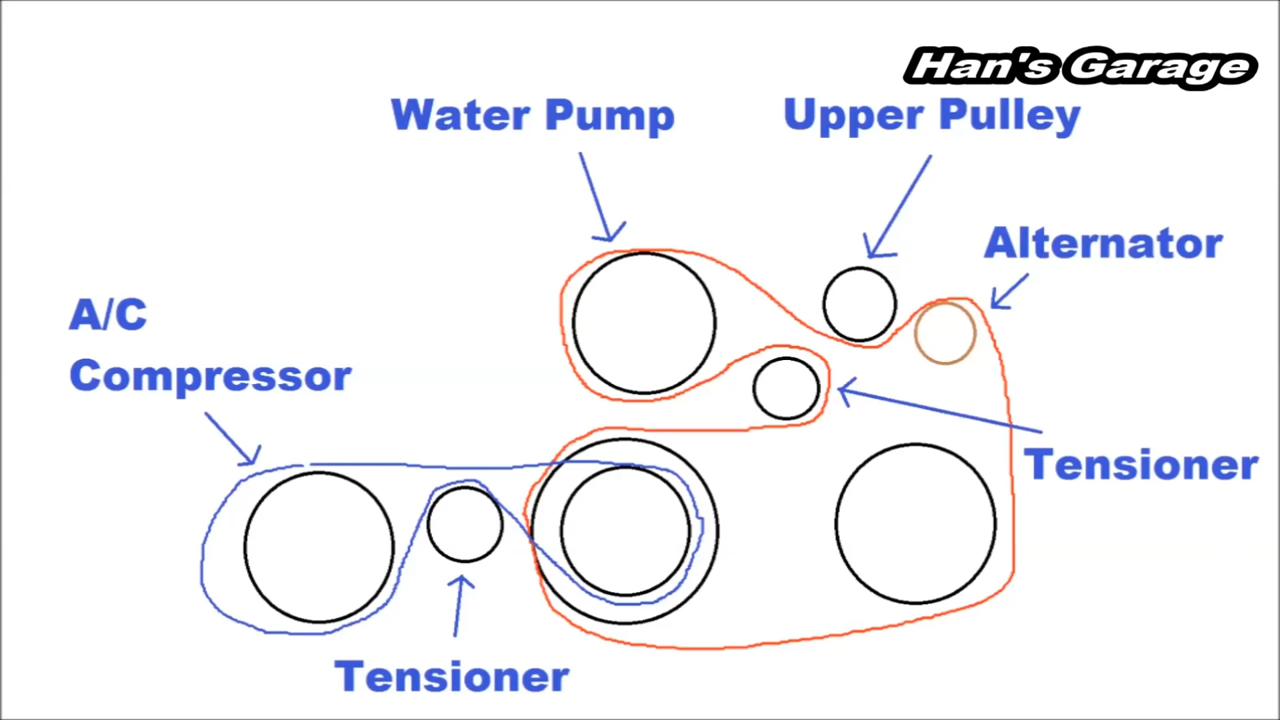 Han's Garage
Water Pump
Upper Pulley
Alternator
A/C
Compressor
Tensioner
Tensioner